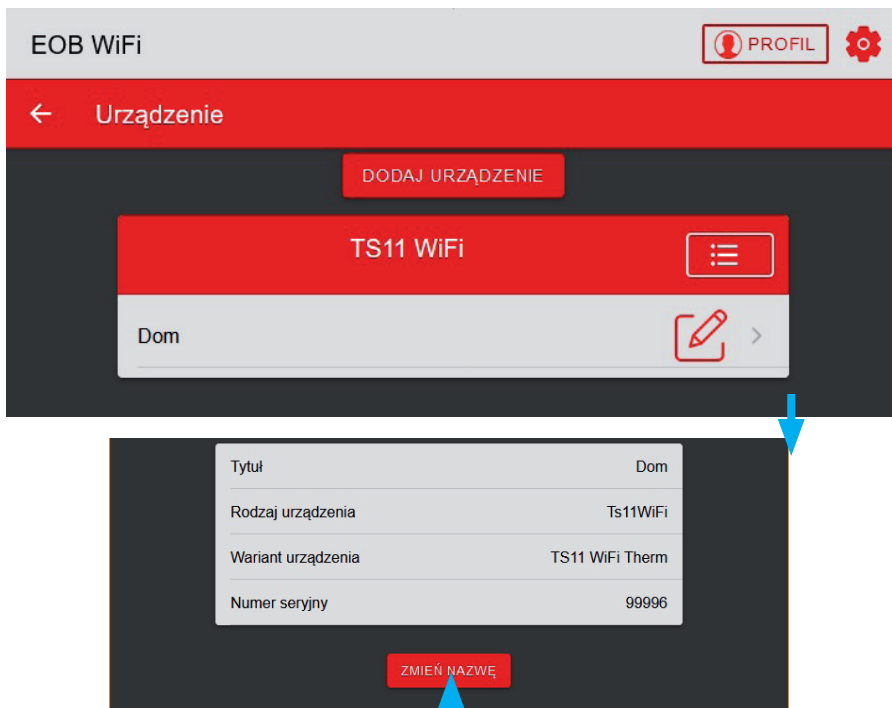 EOB WiFi
PROFIL
Urządzenie
DODAJ URZĄDZENIE
TS11 WiFi
Dom
Tytuł Dom
Rodzaj urządzenia Ts11WiFi
Wariant urządzenia TS11 WiFi Therm
Numer seryjny 99996
ZMIEŃ NAZWĘ